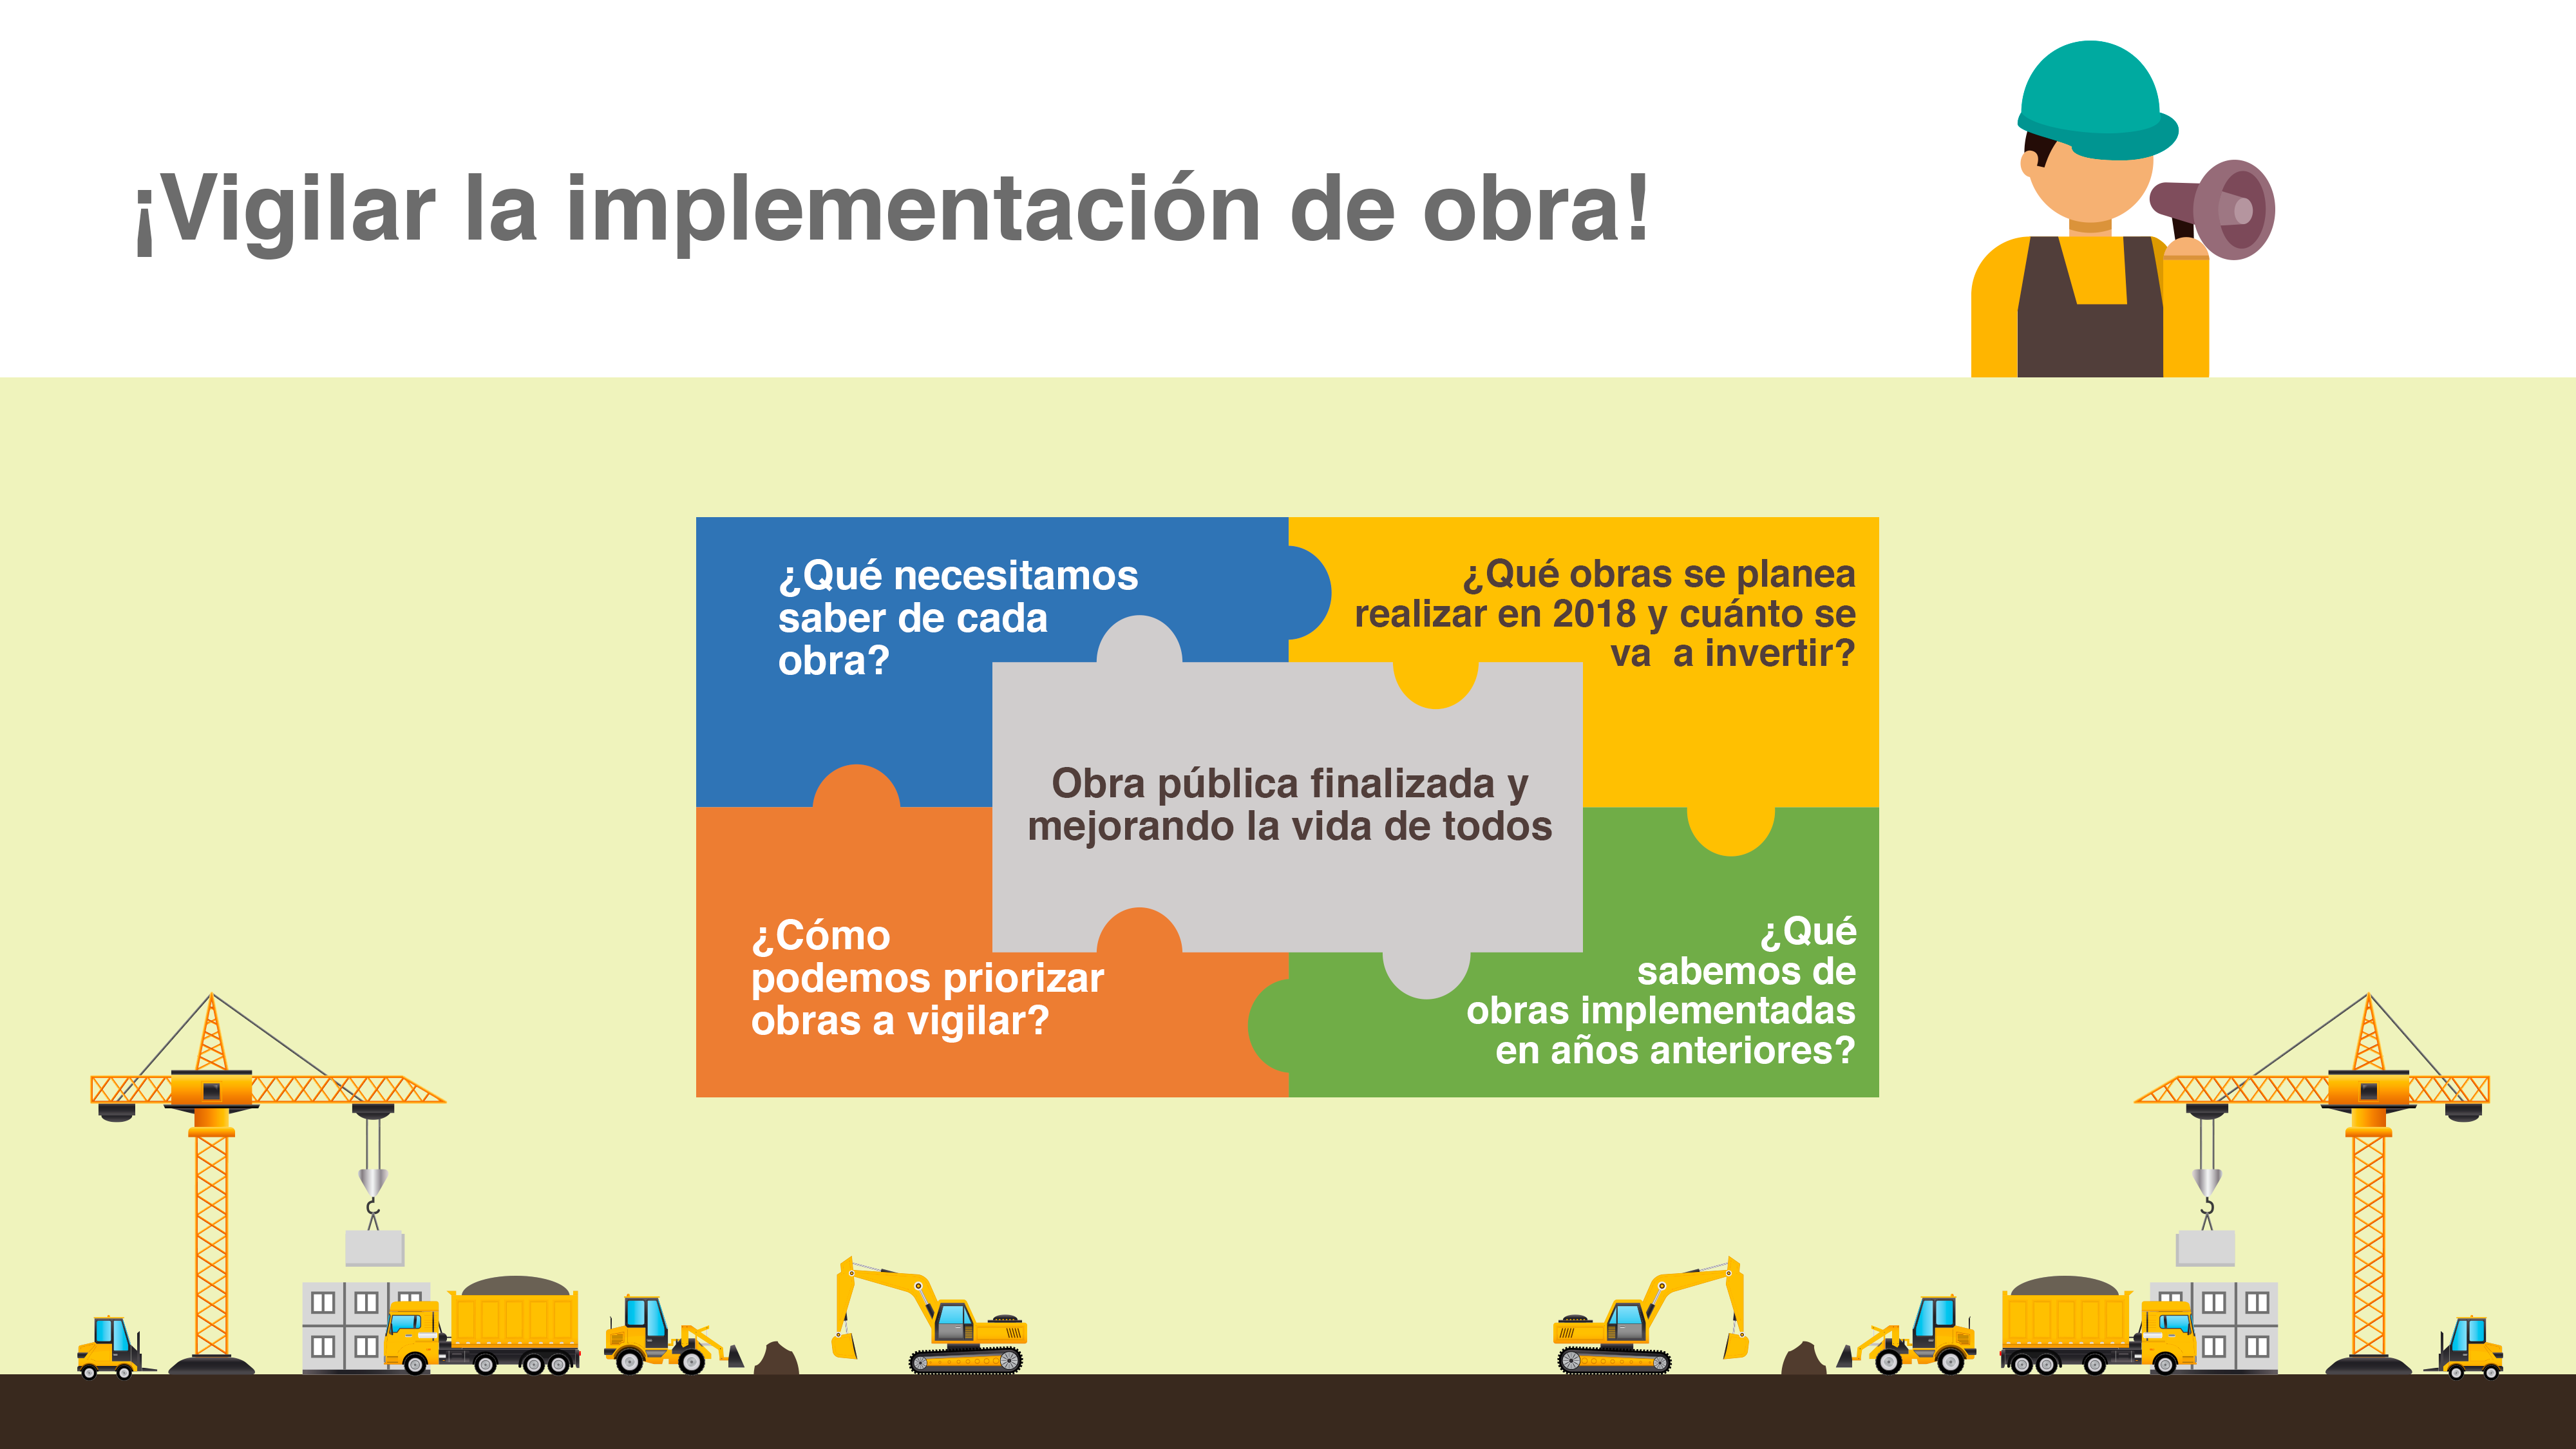 ¡Vigilar la implementación de obra!
¿Qué necesitamos
saber de cada
obra?
¿Qué obras se planea
realizar en 2018 y cuánto se
va  a invertir?
Obra pública finalizada y
mejorando la vida de todos
¿Cómo
podemos priorizar
obras a vigilar?
¿Qué
sabemos de
obras implementadas
en años anteriores?